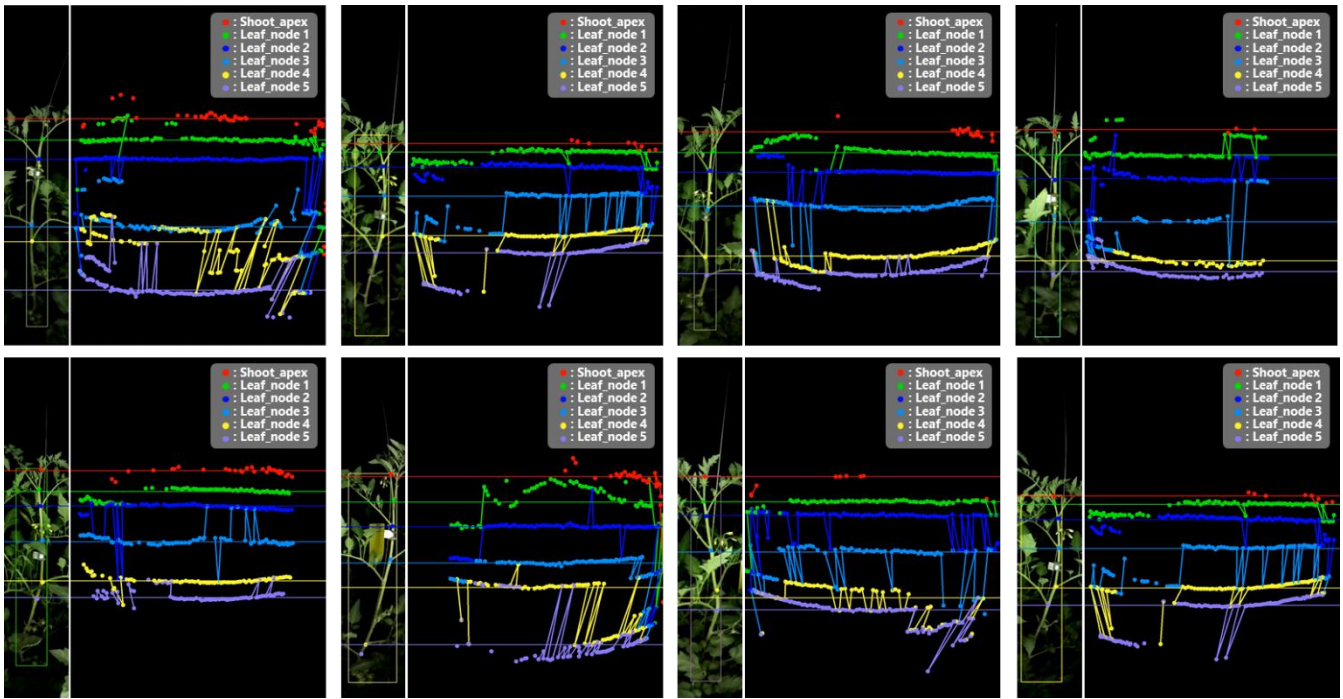 : Shoot_apex
: Leaf_node 1
: Leaf_node 2
: Leaf_node 3
: Leaf_node 4
: Leaf_node 5
: Shoot_apex
: Leaf_node 1
: Leaf_node 2
: Leaf_node 3
: Leaf_node 4
: Leaf_node 5
: Shoot_apex
: Leaf_node 1
: Leaf_node 2
: Leaf_node 3
: Leaf_node 4
: Leaf_node 5
: Shoot_apex
: Leaf_node 1
: Leaf_node 2
: Leaf_node 3
: Leaf_node 4
: Leaf_node 5
: Shoot_apex
: Leaf_node 1
: Leaf_node 2
: Leaf_node 3
: Leaf_node 4
: Leaf_node 5
: Shoot_apex
: Leaf_node 1
: Leaf_node 2
: Leaf_node 3
: Leaf_node 4
: Leaf_node 5
: Shoot_apex
: Leaf_node 1
: Leaf_node 2
: Leaf_node 3
: Leaf_node 4
: Leaf_node 5
: Shoot_apex
: Leaf_node 1
: Leaf_node 2
: Leaf_node 3
: Leaf_node 4
: Leaf_node 5